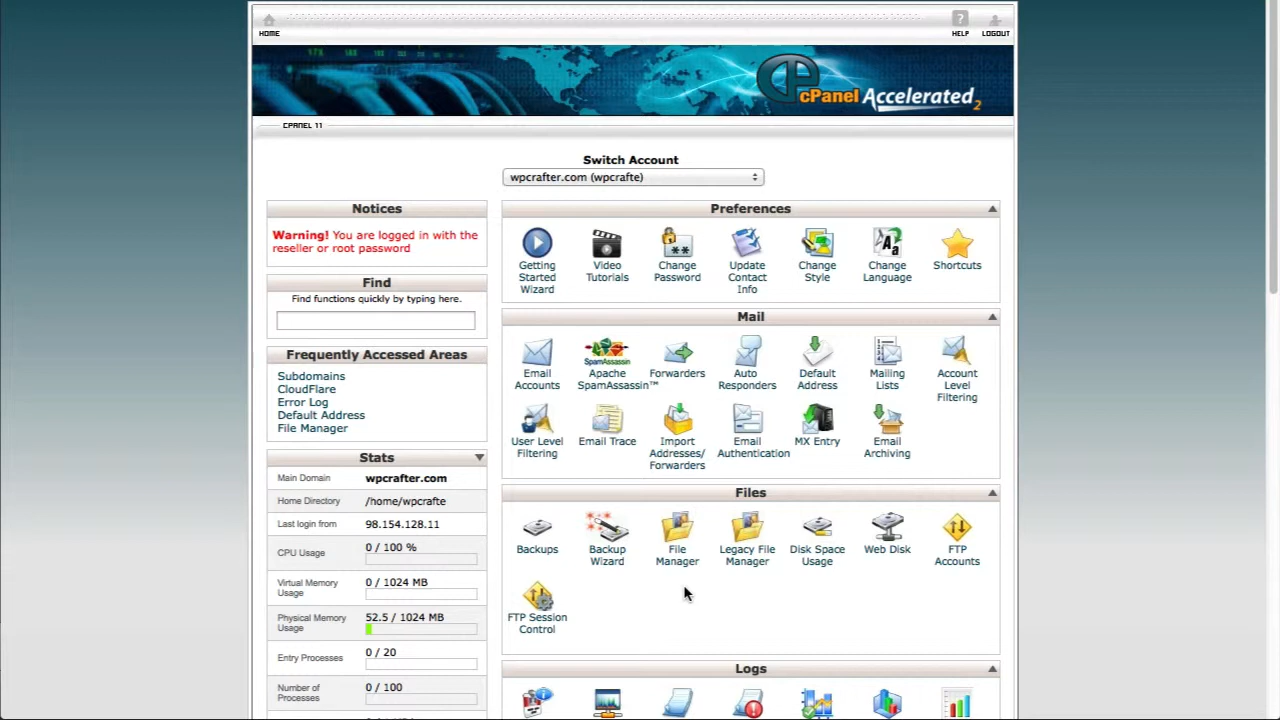 HOME
HELP
LOGOUT
cPanel Accelerated2
CPANEL 11
Switch Account
wpcrafter.com (wpcrafte)
Notices
Warning! You are logged in with the
reseller or root password
Find
Find functions quickly by typing here.
Frequently Accessed Areas
Subdomains
CloudFlare
Error Log
Default Address
File Manager
Stats
Main Domain
wpcrafter.com
Home Directory
/home/wpcrafte
Last login from
98.154.128.11
CPU Usage
0 / 100 %
Virtual Memory
Usage
0 / 1024 MB
Physical Memory
Usage
52.5 / 1024 MB
Entry Processes
0 / 20
Number of
Processes
0 / 100
Preferences
Getting
Started
Wizard
Video
Tutorials
Change
Password
Update
Contact
Info
Change
Style
Change
Language
Shortcuts
Mail
Email
Accounts
SpamAssassin
Apache
SpamAssassin™
Forwarders
Auto
Responders
Default
Address
Mailing
Lists
Account
Level
Filtering
User Level
Filtering
Email Trace
Import
Addresses/
Forwarders
Email
Authentication
MX Entry
Email
Archiving
Files
Backups
Backup
Wizard
File
Manager
Legacy File
Manager
Disk Space
Usage
Web Disk
FTP
Accounts
FTP Session
Control
Logs